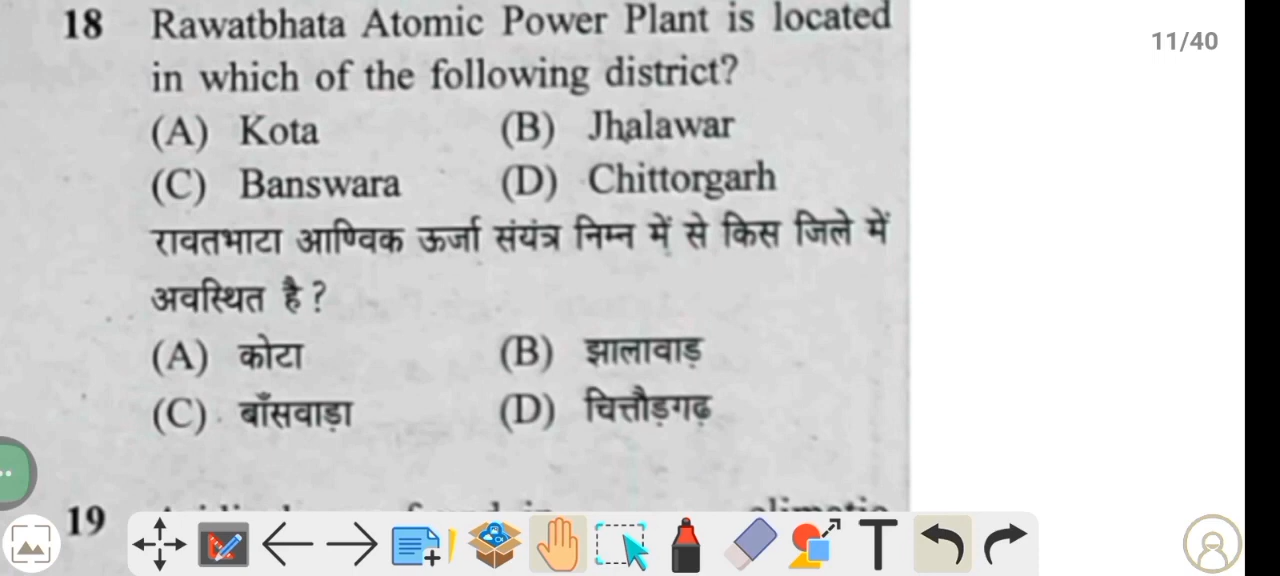 18 Rawatbhata Atomic Power Plant is located
11/40
in which of the following district?
(A) Kota (B) Jhalawar
(C) Banswara (D) Chittorgarh
रावतभाटा आण्विक ऊर्जा संयंत्र निम्न में से किस जिले में
अवस्थित है ?
(A) कोटा (B) झालावाड़
(C) बाँसवाड़ा (D) चित्तौड़गढ़
19